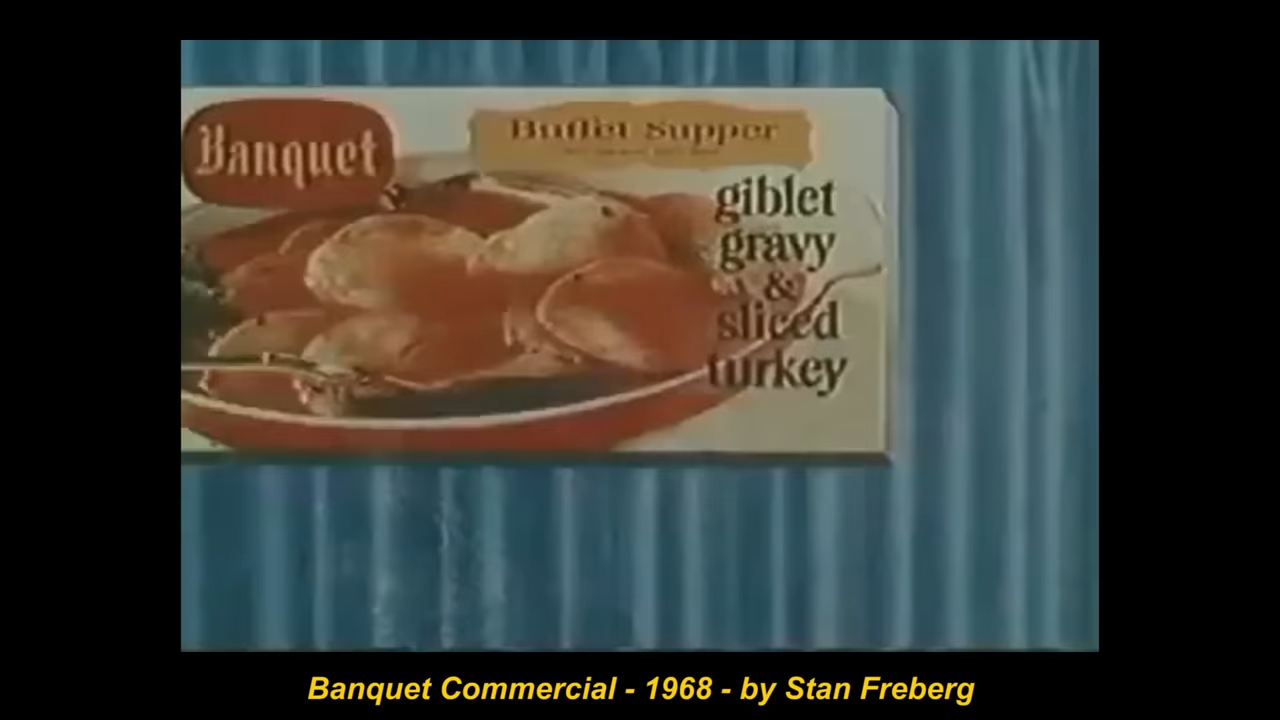 Banquet
Buffet Supper
giblet
gravy
&
sliced
turkey
Banquet Commercial - 1968 - by Stan Freberg